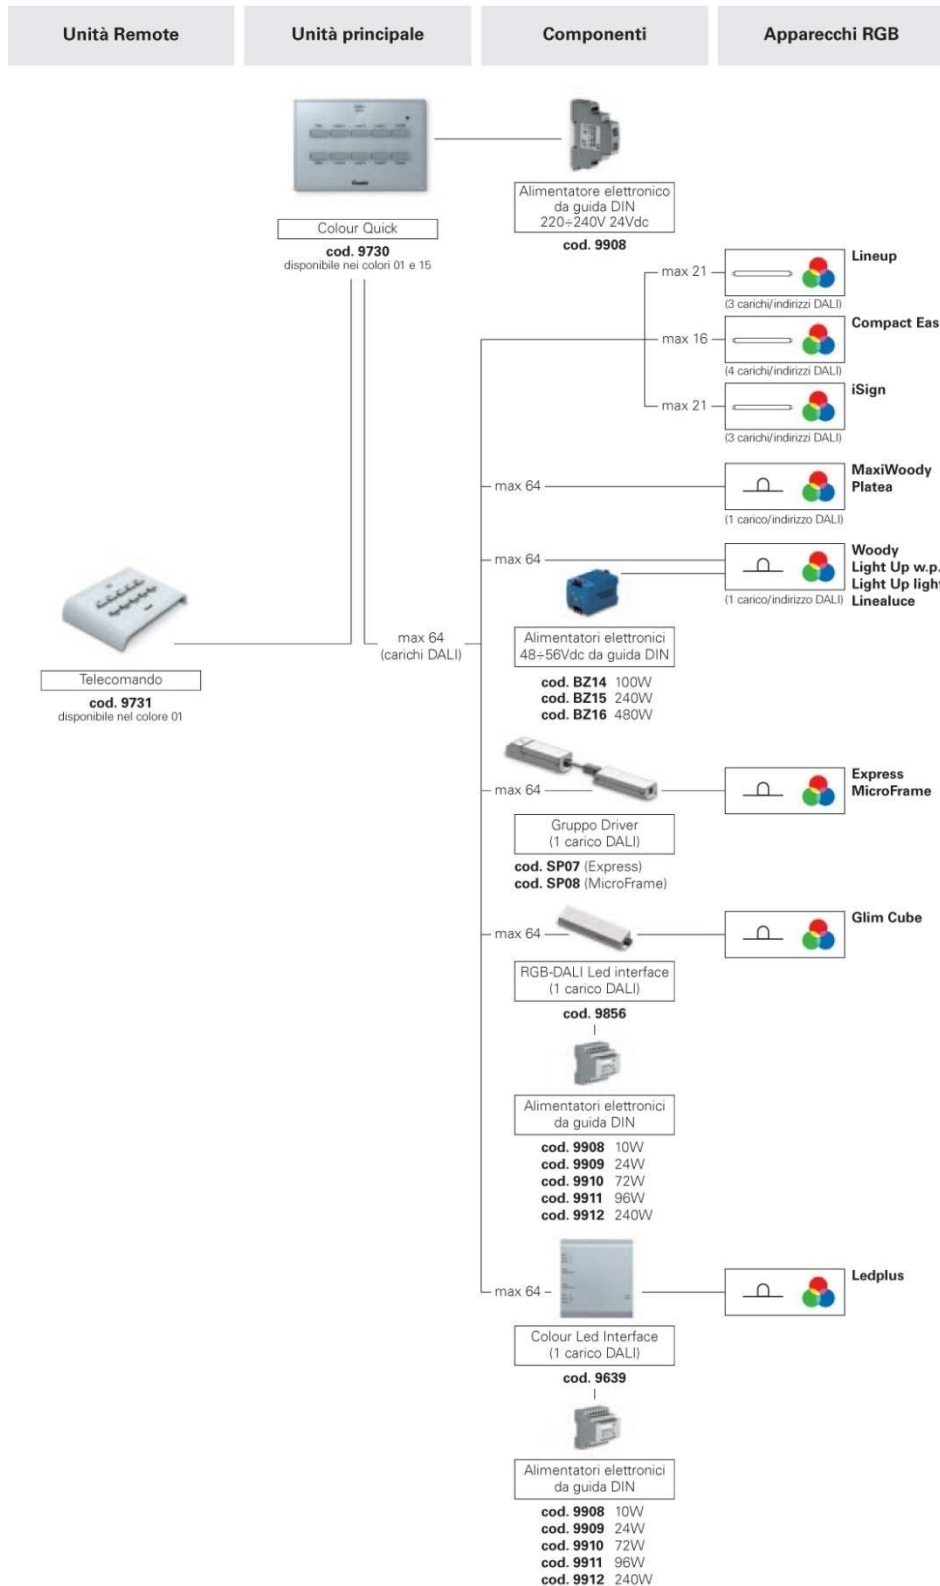 Unità Remote
Unità principale
Componenti
Apparecchi RGB
Colour Quick
cod. 9730
disponibile nei colori 01 e 15
Alimentatore elettronico
da guida DIN
220÷240V 24Vdc
cod. 9908
max 21
Lineup
(3 carichi/indirizzi DALI)
max 16
Compact Eas
(4 carichi/indirizzi DALI)
max 21
iSign
(3 carichi/indirizzi DALI)
max 64
MaxiWoody
Platea
(1 carico/indirizzo DALI)
max 64
Woody
Light Up w.p.
Light Up light
Linealuce
(1 carico/indirizzo DALI)
Telecomando
cod. 9731
disponibile nel colore 01
max 64
(carichi DALI)
Alimentatori elettronici
48÷56Vdc da guida DIN
cod. BZ14 100W
cod. BZ15 240W
cod. BZ16 480W
max 64
Express
MicroFrame
Gruppo Driver
(1 carico DALI)
cod. SP07 (Express)
cod. SP08 (MicroFrame)
max 64
Glim Cube
RGB-DALI Led interface
(1 carico DALI)
cod. 9856
Alimentatori elettronici
da guida DIN
cod. 9908 10W
cod. 9909 24W
cod. 9910 72W
cod. 9911 96W
cod. 9912 240W
max 64
Ledplus
Colour Led Interface
(1 carico DALI)
cod. 9639
Alimentatori elettronici
da guida DIN
cod. 9908 10W
cod. 9909 24W
cod. 9910 72W
cod. 9911 96W
cod. 9912 240W